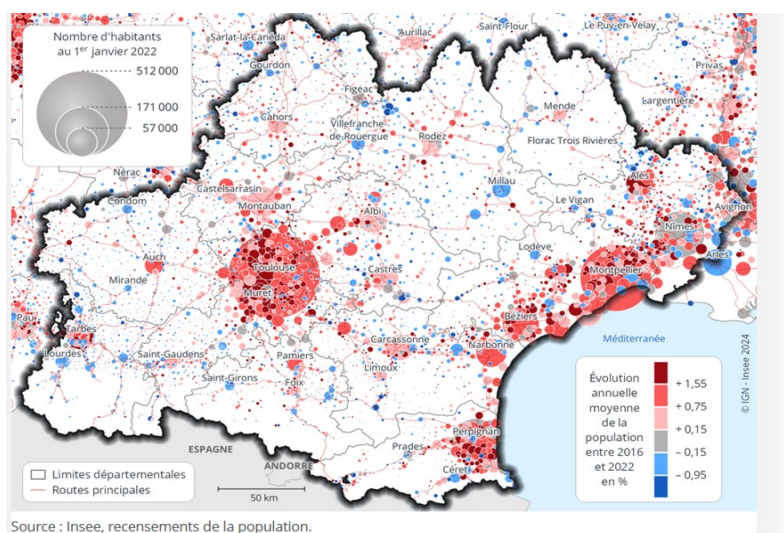 Nombre d'habitants
au 1er janvier 2022
512 000
171 000
57 000
Sarlat-la-Canéda
Aurillac
Saint-Flour
Le Puy-en-Velay
Gourdon
Privas
Figeac
Largentière
Mende
Cahors
Villefranche-
de-Rouergue
Rodez
Florac Trois Rivières
Nérac
Alès
Castelsarrasin
Millau
Condom
Le Vigan
Montauban
Albi
Avignon
Nîmes
Lodève
Auch
Arles
Toulouse
Castres
Montpellier
Mirande
Muret
Béziers
Pau
Tarbes
Carcassonne
Narbonne
Méditerranée
Lourdes
Saint-Gaudens
Pamiers
Limoux
Saint-Girons
Foix
Perpignan
Prades
Céret
ESPAGNE
ANDORRE
Évolution
annuelle
moyenne
de la
population
entre 2016
et 2022
en %
+ 1,55
+ 0,75
+ 0,15
– 0,15
– 0,95
© IGN - Insee 2024
Limites départementales
Routes principales
50 km
Source : Insee, recensements de la population.